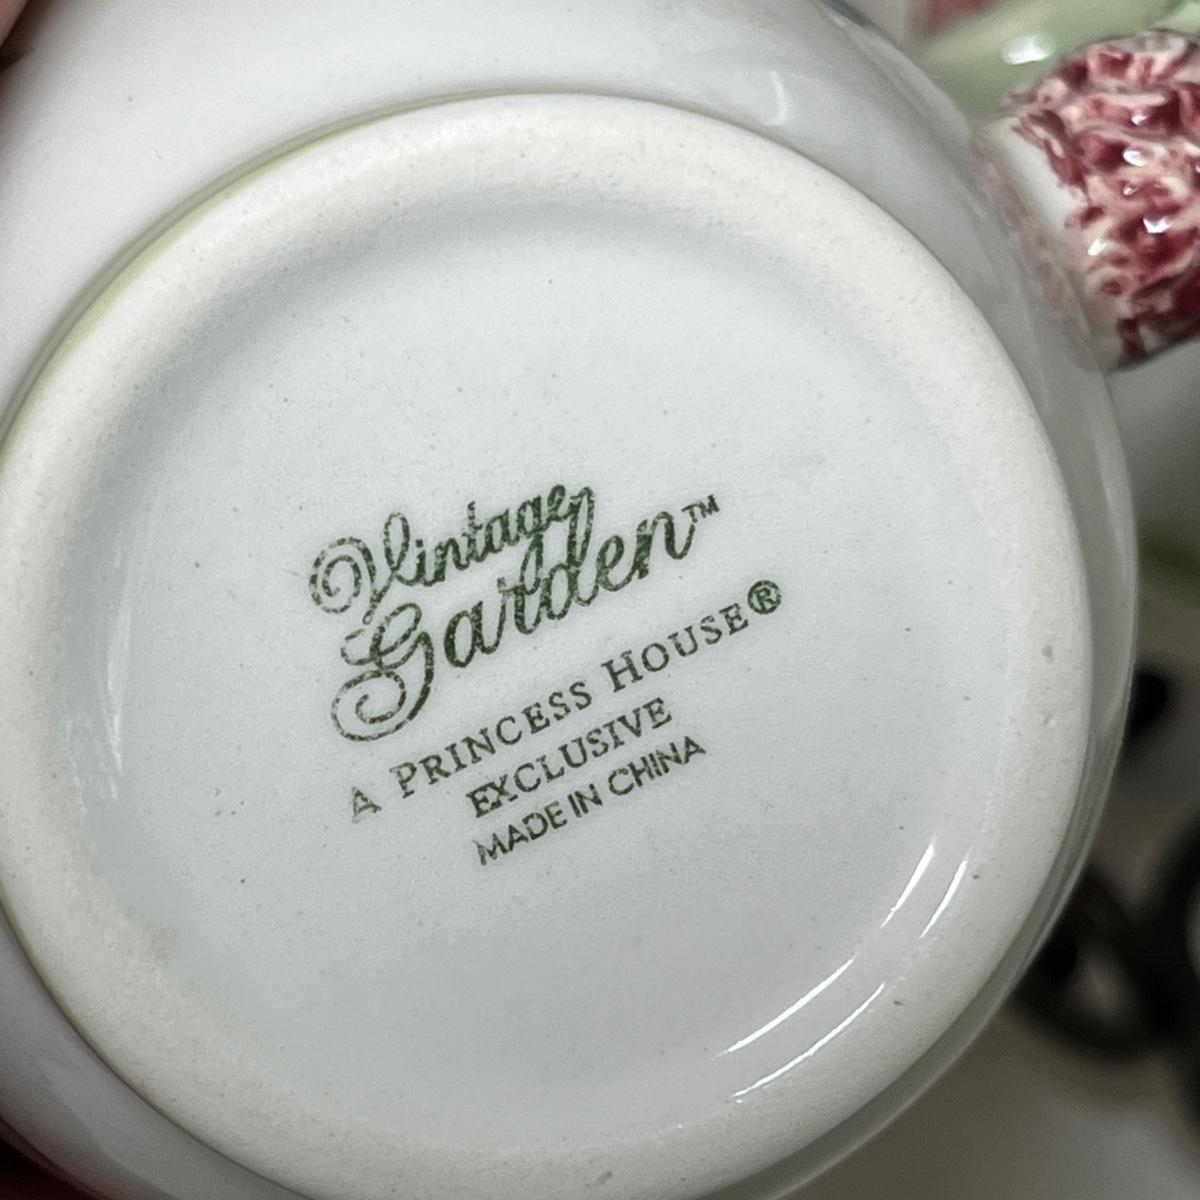 Vintage
Garden™
A PRINCESS HOUSE®
EXCLUSIVE
MADE IN CHINA